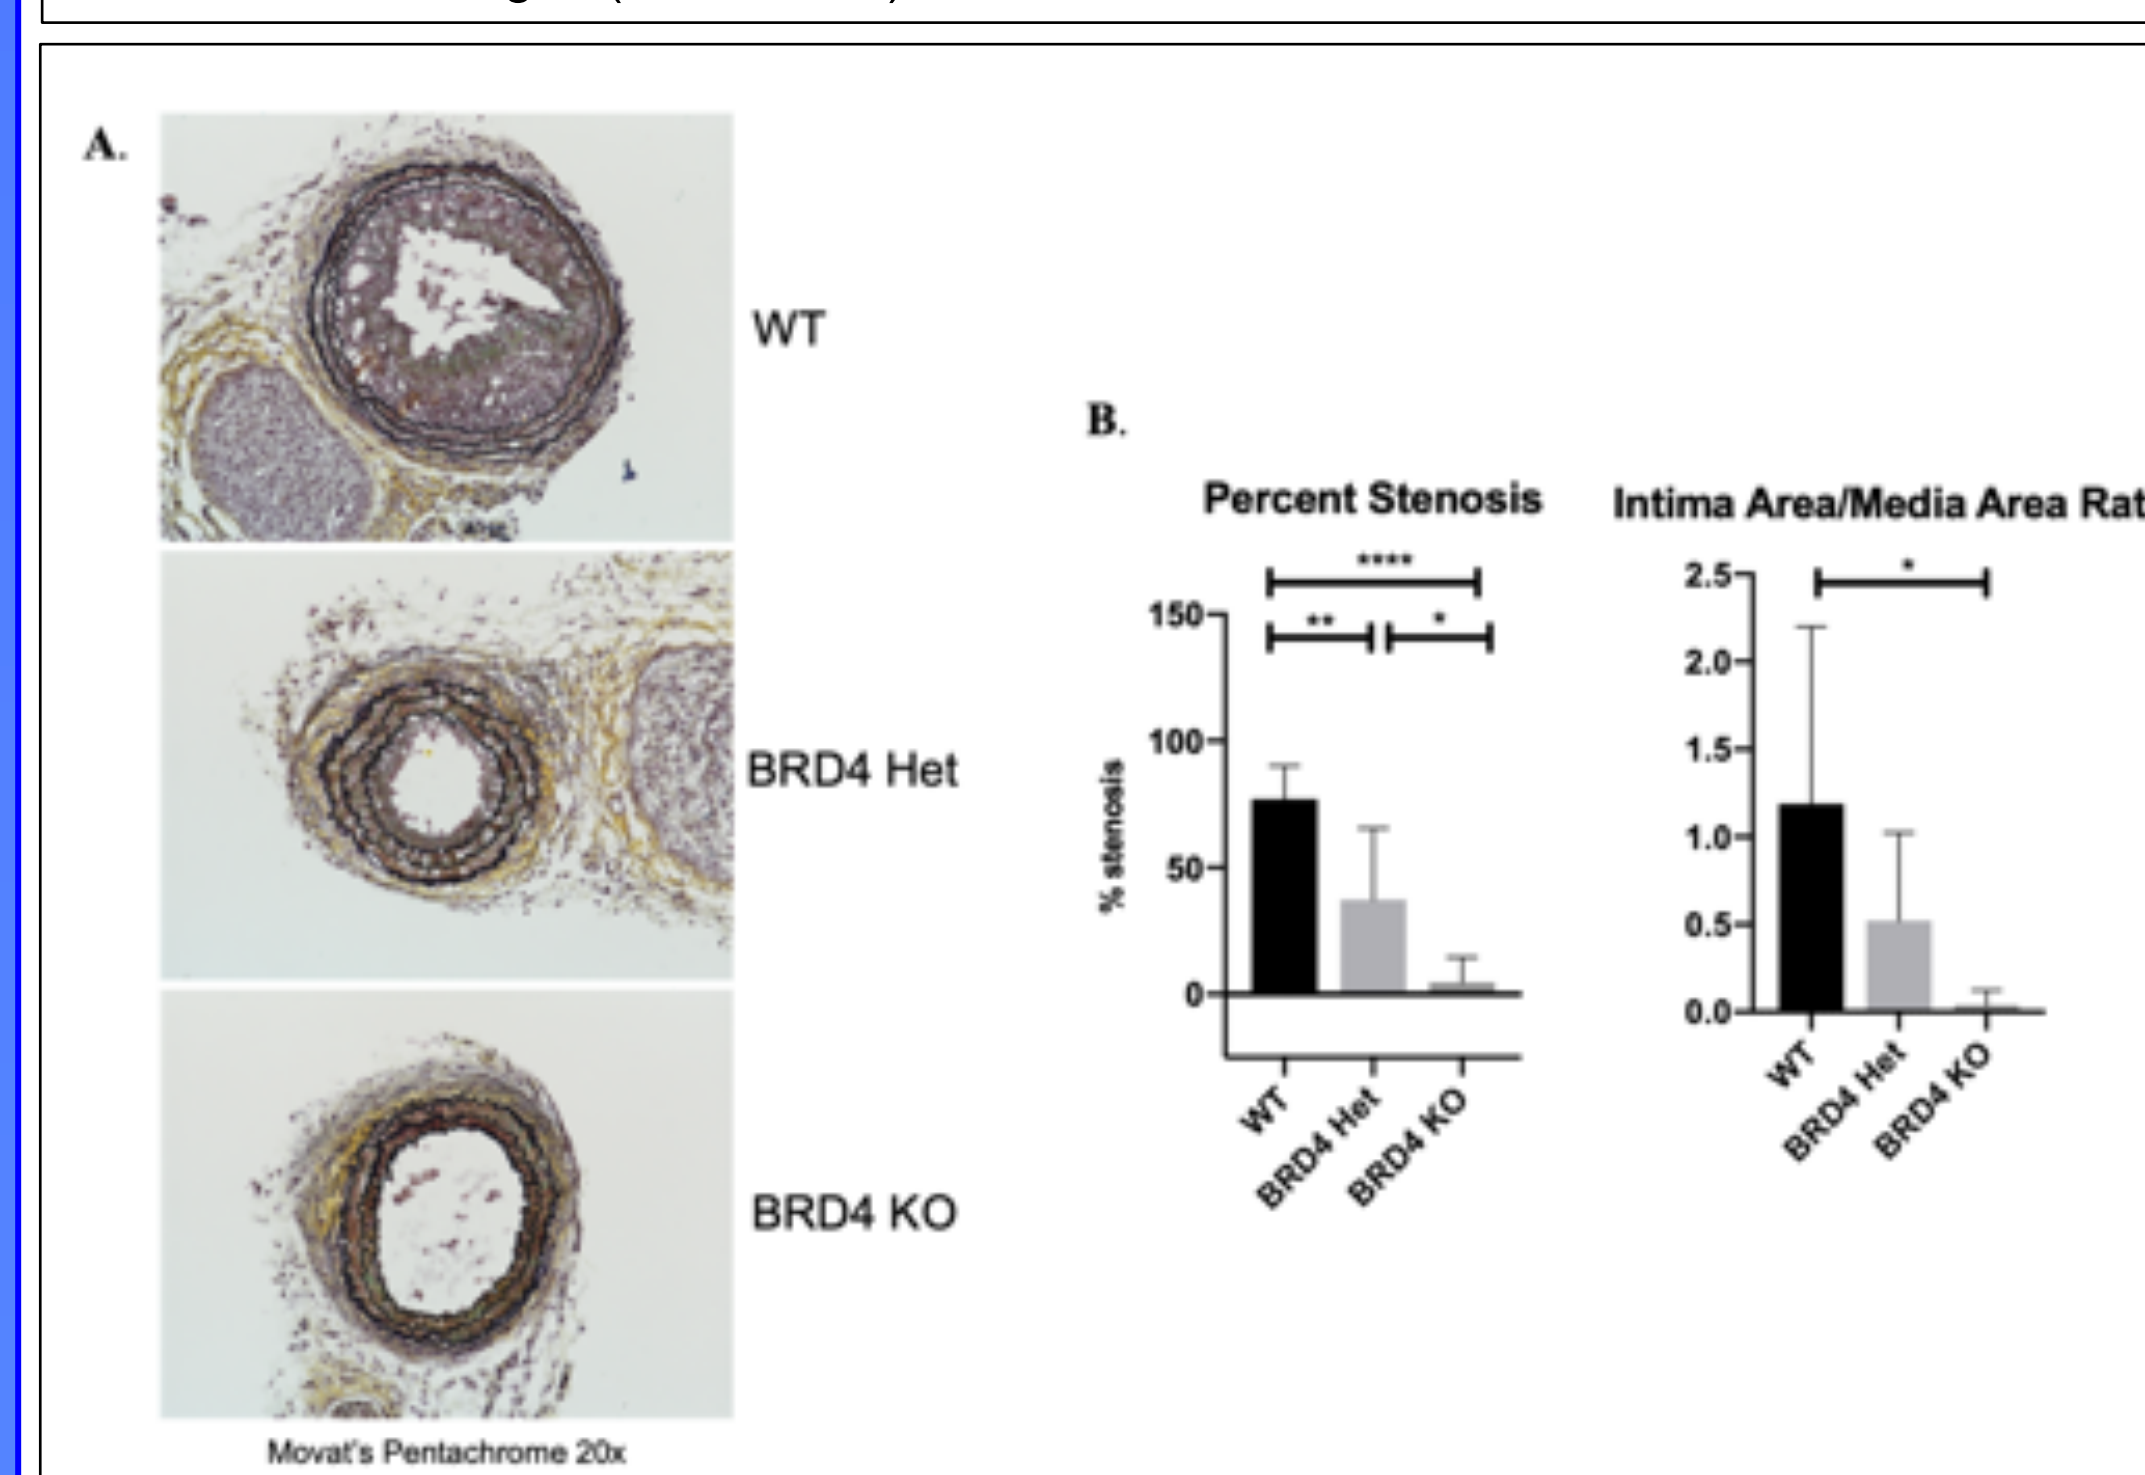 A.
WT
BRD4 Het
BRD4 KO
Movat's Pentachrome 20x
B.
Percent Stenosis
****
**
*
% stenosis
150
100
50
0
WT
BRD4 Het
BRD4 KO
Intima Area/Media Area Rat
*
2.5
2.0
1.5
1.0
0.5
0.0
WT
BRD4 Het
BRD4 KO